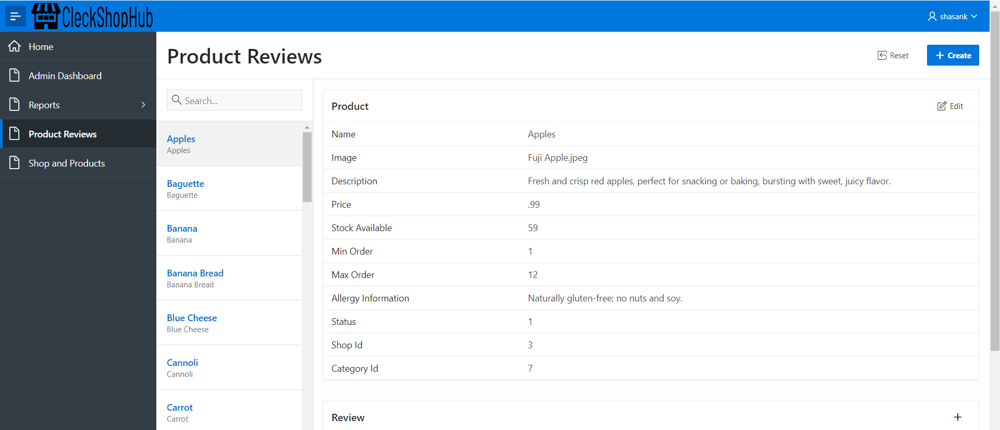 CleckShopHub
shasank
Home
Admin Dashboard
Reports
Product Reviews
Shop and Products
Product Reviews
Reset
Create
Search...
Apples
Apples
Baguette
Baguette
Banana
Banana
Banana Bread
Banana Bread
Blue Cheese
Blue Cheese
Cannoli
Cannoli
Carrot
Carrot
Product
Edit
Name Apples
Image Fuji Apple.jpeg
Description Fresh and crisp red apples, perfect for snacking or baking, bursting with sweet, juicy flavor.
Price .99
Stock Available 59
Min Order 1
Max Order 12
Allergy Information Naturally gluten-free; no nuts and soy.
Status 1
Shop Id 3
Category Id 7
Review